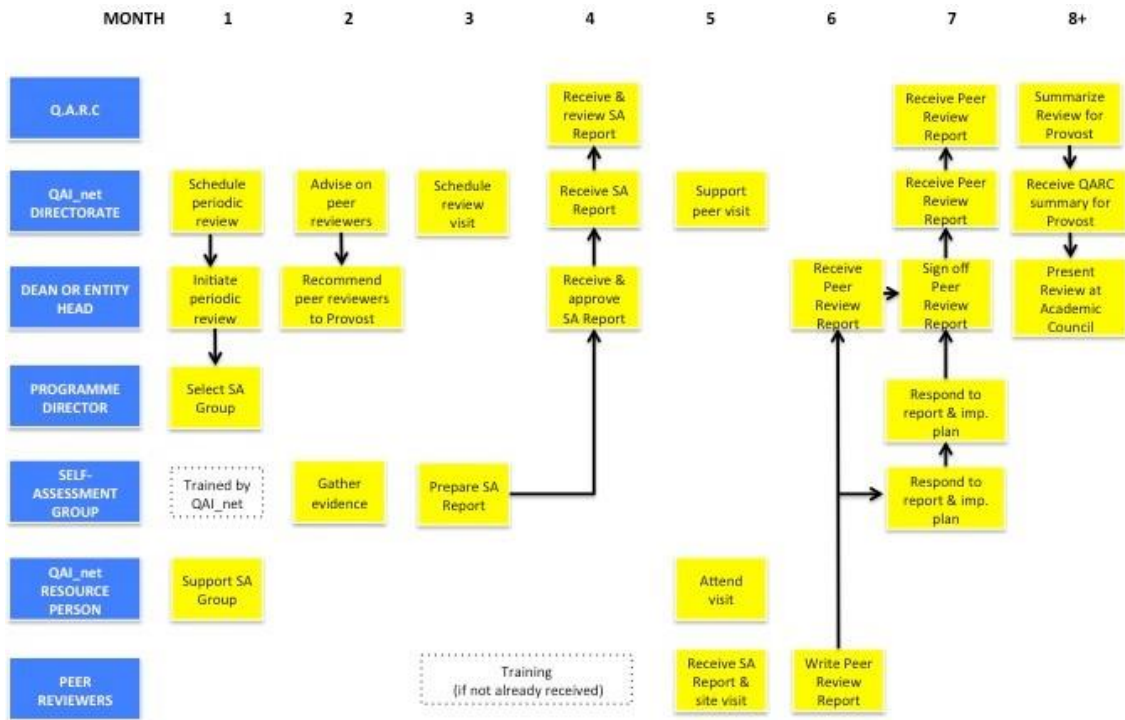 MONTH 1 2 3 4 5 6 7 8+
Q.A.R.C
Receive &
review SA
Report
Receive Peer
Review
Report
Summarize
Review for
Provost
QAI_net
DIRECTORATE
Schedule
periodic
review
Advise on
peer
reviewers
Schedule
review
visit
Receive SA
Report
Support
peer visit
Receive Peer
Review
Report
Receive QARC
summary for
Provost
DEAN OR ENTITY
HEAD
Initiate
periodic
review
Recommend
peer reviewers
to Provost
Receive &
approve
SA Report
Receive
Peer
Review
Report
Sign off
Peer
Review
Report
Present
Review at
Academic
Council
PROGRAMME
DIRECTOR
Select SA
Group
Respond to
report & imp.
plan
SELF-
ASSESSMENT
GROUP
Trained by
QAI_net
Gather
evidence
Prepare SA
Report
Respond to
report & imp.
plan
QAI_net
RESOURCE
PERSON
Support SA
Group
Attend
visit
PEER
REVIEWERS
Training
(if not already received)
Receive SA
Report &
site visit
Write Peer
Review
Report